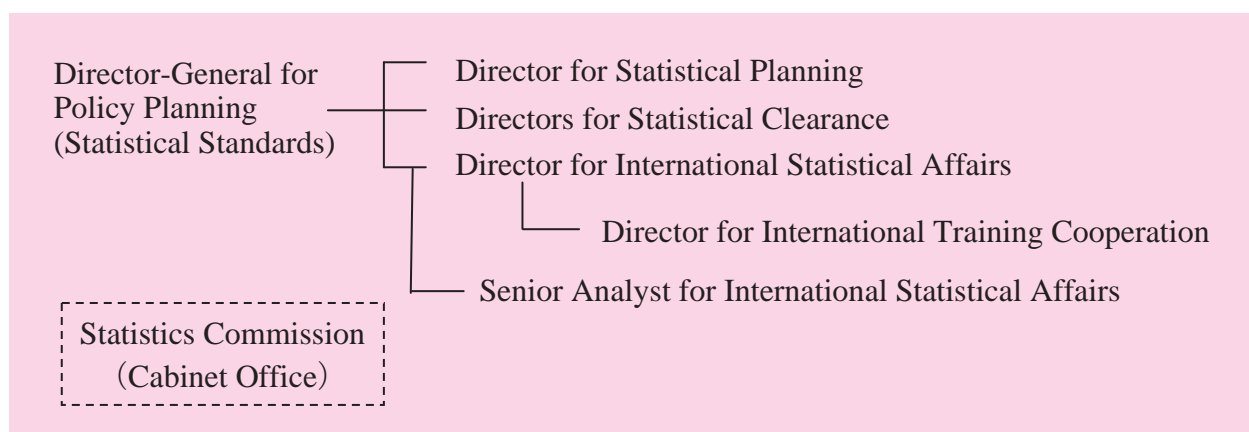 Director-General for
Policy Planning
(Statistical Standards)
Director for Statistical Planning
Directors for Statistical Clearance
Director for International Statistical Affairs
Director for International Training Cooperation
Senior Analyst for International Statistical Affairs
Statistics Commission
（Cabinet Office）